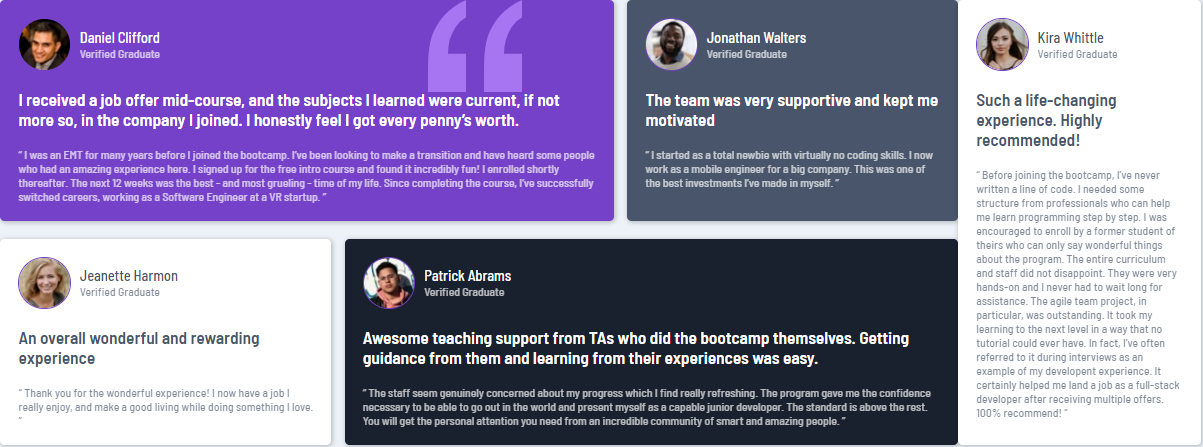 Daniel Clifford
Verified Graduate
I received a job offer mid-course, and the subjects I learned were current, if not
more so, in the company I joined. I honestly feel I got every penny’s worth.
“ I was an EMT for many years before I joined the bootcamp. I’ve been looking to make a transition and have heard some people
who had an amazing experience here. I signed up for the free intro course and found it incredibly fun! I enrolled shortly
thereafter. The next 12 weeks was the best - and most grueling - time of my life. Since completing the course, I’ve successfully
switched careers, working as a Software Engineer at a VR startup. ”
Jonathan Walters
Verified Graduate
The team was very supportive and kept me
motivated
“ I started as a total newbie with virtually no coding skills. I now
work as a mobile engineer for a big company. This was one of
the best investments I’ve made in myself. ”
Kira Whittle
Verified Graduate
Such a life-changing
experience. Highly
recommended!
“ Before joining the bootcamp, I’ve never
written a line of code. I needed some
structure from professionals who can help
me learn programming step by step. I was
encouraged to enroll by a former student of
theirs who can only say wonderful things
about the program. The entire curriculum
and staff did not disappoint. They were very
hands-on and I never had to wait long for
assistance. The agile team project, in
particular, was outstanding. It took my
learning to the next level in a way that no
tutorial could ever have. In fact, I’ve often
referred to it during interviews as an
example of my developent experience. It
certainly helped me land a job as a full-stack
developer after receiving multiple offers.
100% recommend! ”
Jeanette Harmon
Verified Graduate
An overall wonderful and rewarding
experience
“ Thank you for the wonderful experience! I now have a job I
really enjoy, and make a good living while doing something I love.
”
Patrick Abrams
Verified Graduate
Awesome teaching support from TAs who did the bootcamp themselves. Getting
guidance from them and learning from their experiences was easy.
“ The staff seem genuinely concerned about my progress which I find really refreshing. The program gave me the confidence
necessary to be able to go out in the world and present myself as a capable junior developer. The standard is above the rest.
You will get the personal attention you need from an incredible community of smart and amazing people. ”